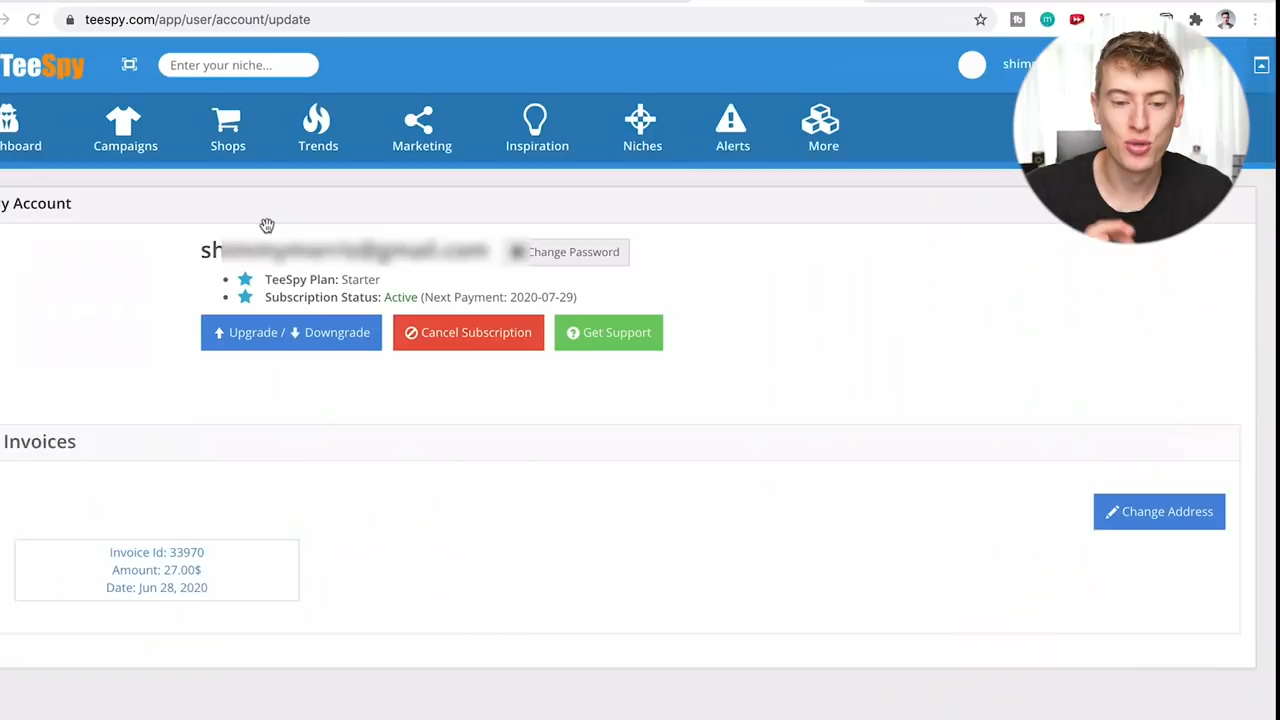 teespy.com/app/user/account/update
TeeSpy
Enter your niche...
hboard
Campaigns
Shops
Trends
Marketing
Inspiration
Niches
Alerts
More
y Account
Change Password
TeeSpy Plan: Starter
Subscription Status: Active (Next Payment: 2020-07-29)
Upgrade / Downgrade
Cancel Subscription
Get Support
Invoices
Change Address
Invoice Id: 33970
Amount: 27.00$
Date: Jun 28, 2020